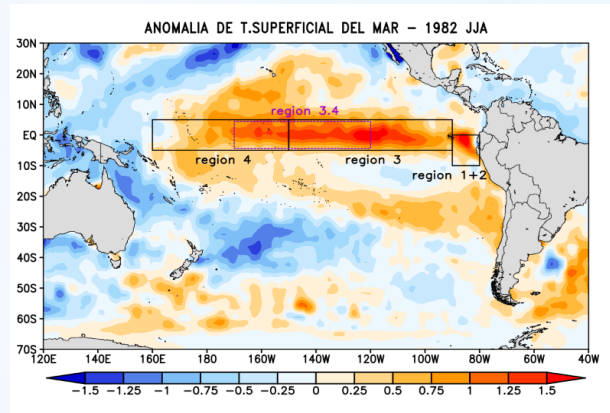 ANOMALIA DE T.SUPERFICIAL DEL MAR - 1982 JJA
30N
20N
10N
EQ
10S
20S
30S
40S
50S
60S
70S
region 3.4
region 4
region 3
region 1+2
120E 140E 160E 180 160W 140W 120W 100W 80W 60W 40W
-1.5 -1.25 -1 -0.75 -0.5 -0.25 0 0.25 0.5 0.75 1 1.25 1.5